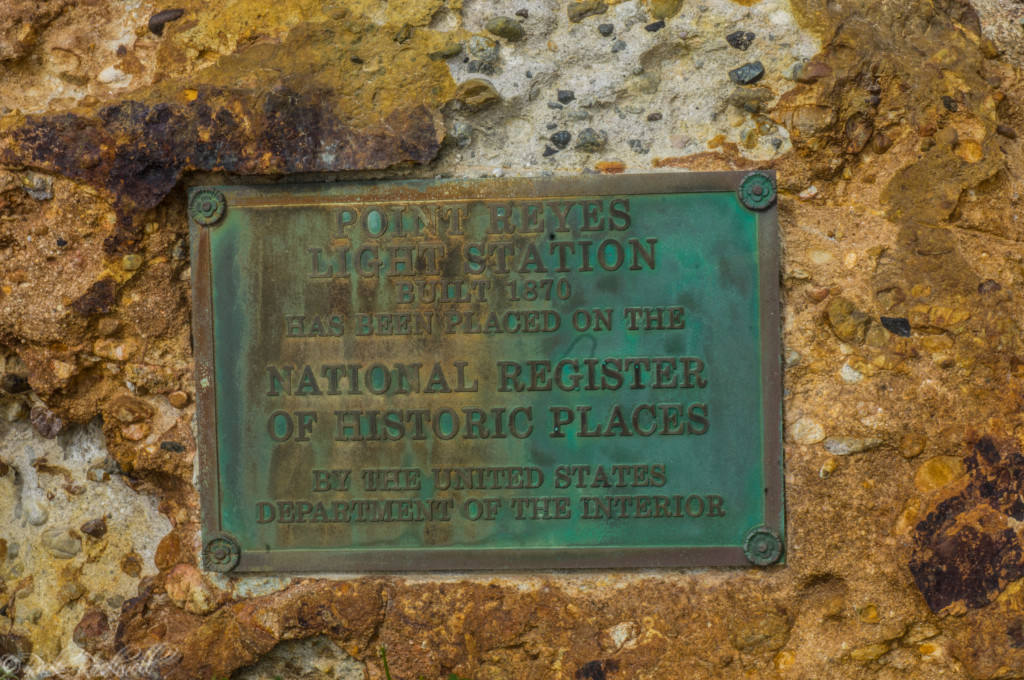 POINT REYES
LIGHT STATION
BUILT 1870
HAS BEEN PLACED ON THE
NATIONAL REGISTER
OF HISTORIC PLACES
BY THE UNITED STATES
DEPARTMENT OF THE INTERIOR